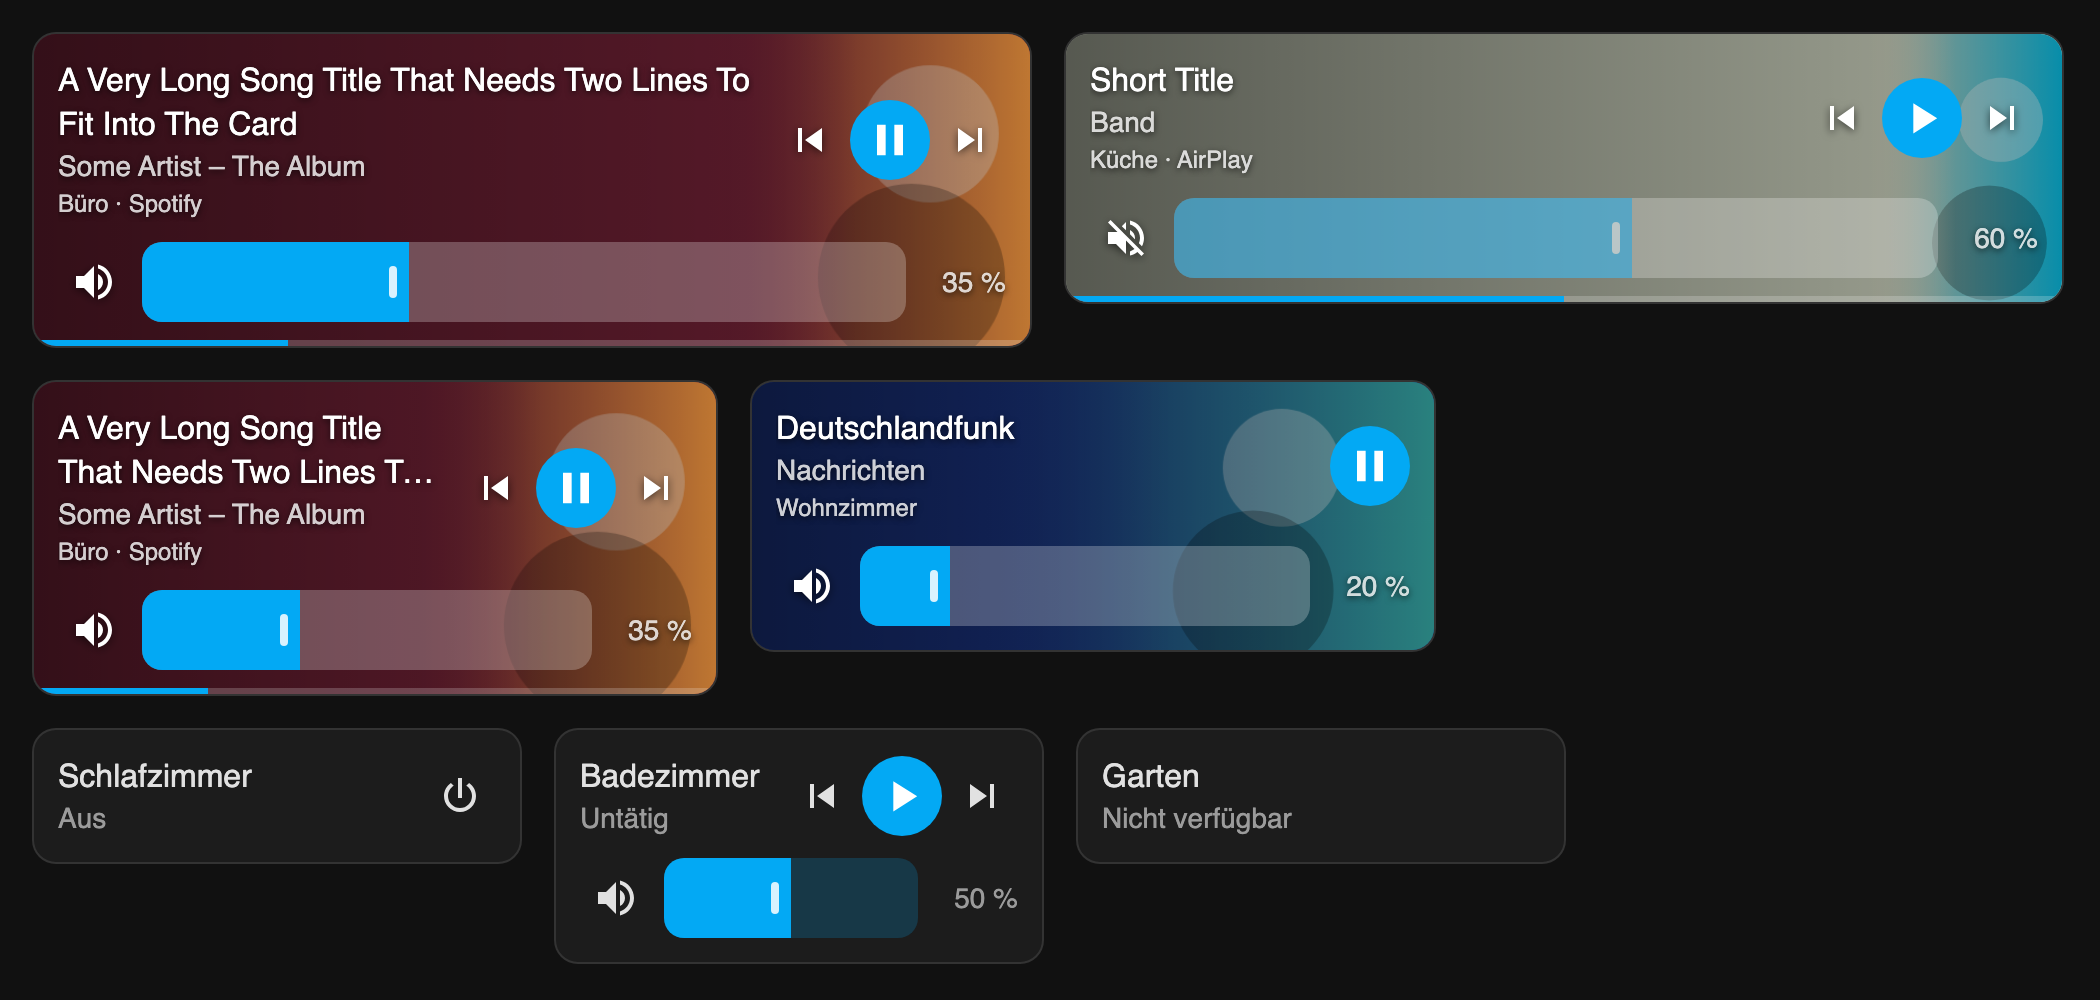 A Very Long Song Title That Needs Two Lines To
Fit Into The Card
Some Artist – The Album
Büro · Spotify
35 %
Short Title
Band
Küche · AirPlay
60 %
A Very Long Song Title
That Needs Two Lines T…
Some Artist – The Album
Büro · Spotify
35 %
Deutschlandfunk
Nachrichten
Wohnzimmer
20 %
Schlafzimmer
Aus
Badezimmer
Untätig
50 %
Garten
Nicht verfügbar